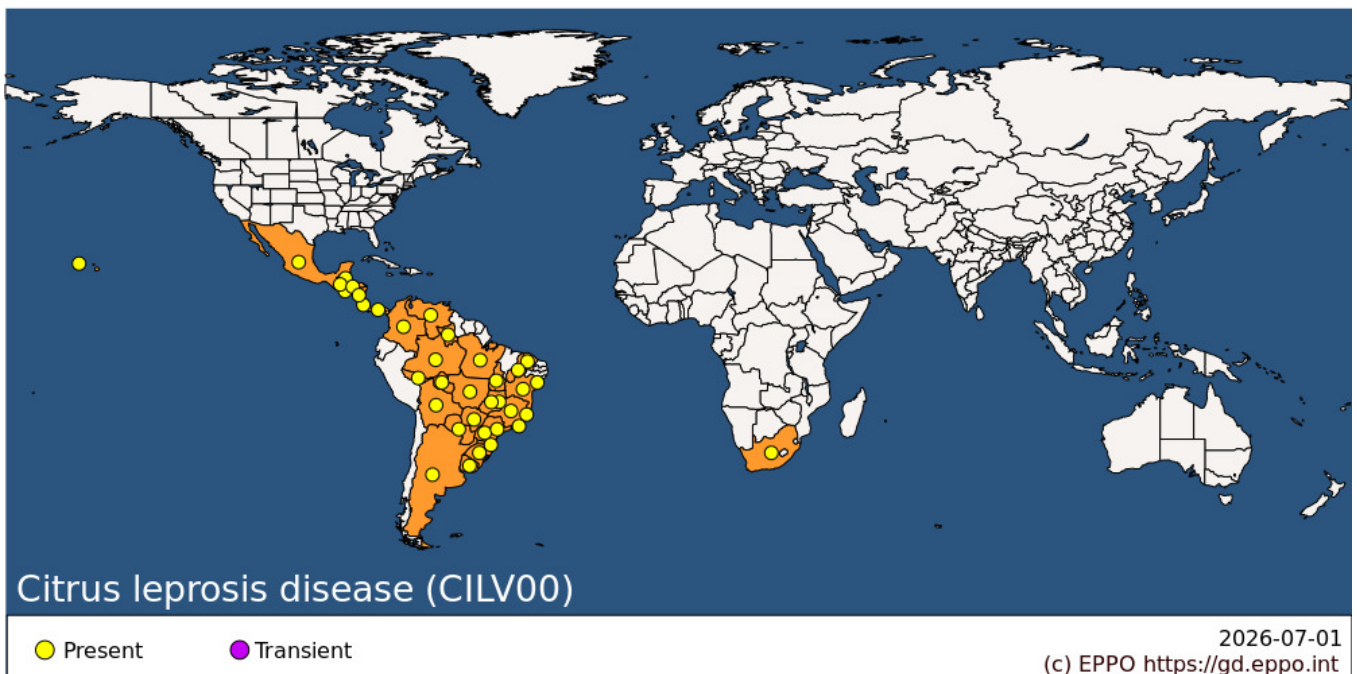 Citrus leprosis disease (CILV00)
Present
Transient
2026-07-01
(c) EPPO https://gd.eppo.int